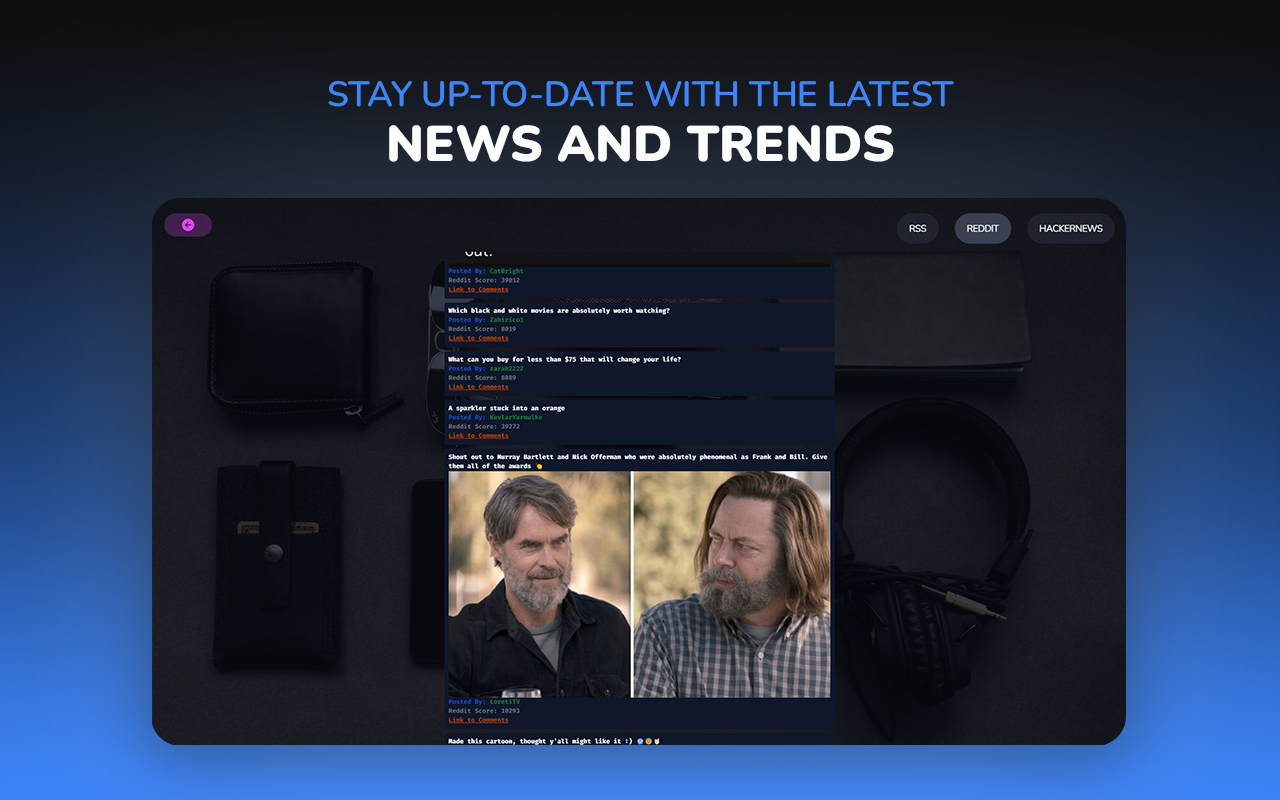 STAY UP-TO-DATE WITH THE LATEST
NEWS AND TRENDS
RSS
REDDIT
HACKERNEWS
out.
Posted By: CatBright
Reddit Score: 39012
Link to Comments
Which black and white movies are absolutely worth watching?
Posted By: Zahirico1
Reddit Score: 8019
Link to Comments
What can you buy for less than $75 that will change your life?
Posted By: zarah2222
Reddit Score: 8089
Link to Comments
A sparkler stuck into an orange
Posted By: KevlarYarmulke
Reddit Score: 39272
Link to Comments
Shout out to Murray Bartlett and Nick Offerman who were absolutely phenomenal as Frank and Bill. Give
them all of the awards 👏
Posted By: LoretiTV
Reddit Score: 10293
Link to Comments
Made this cartoon, thought y'all might like it :)